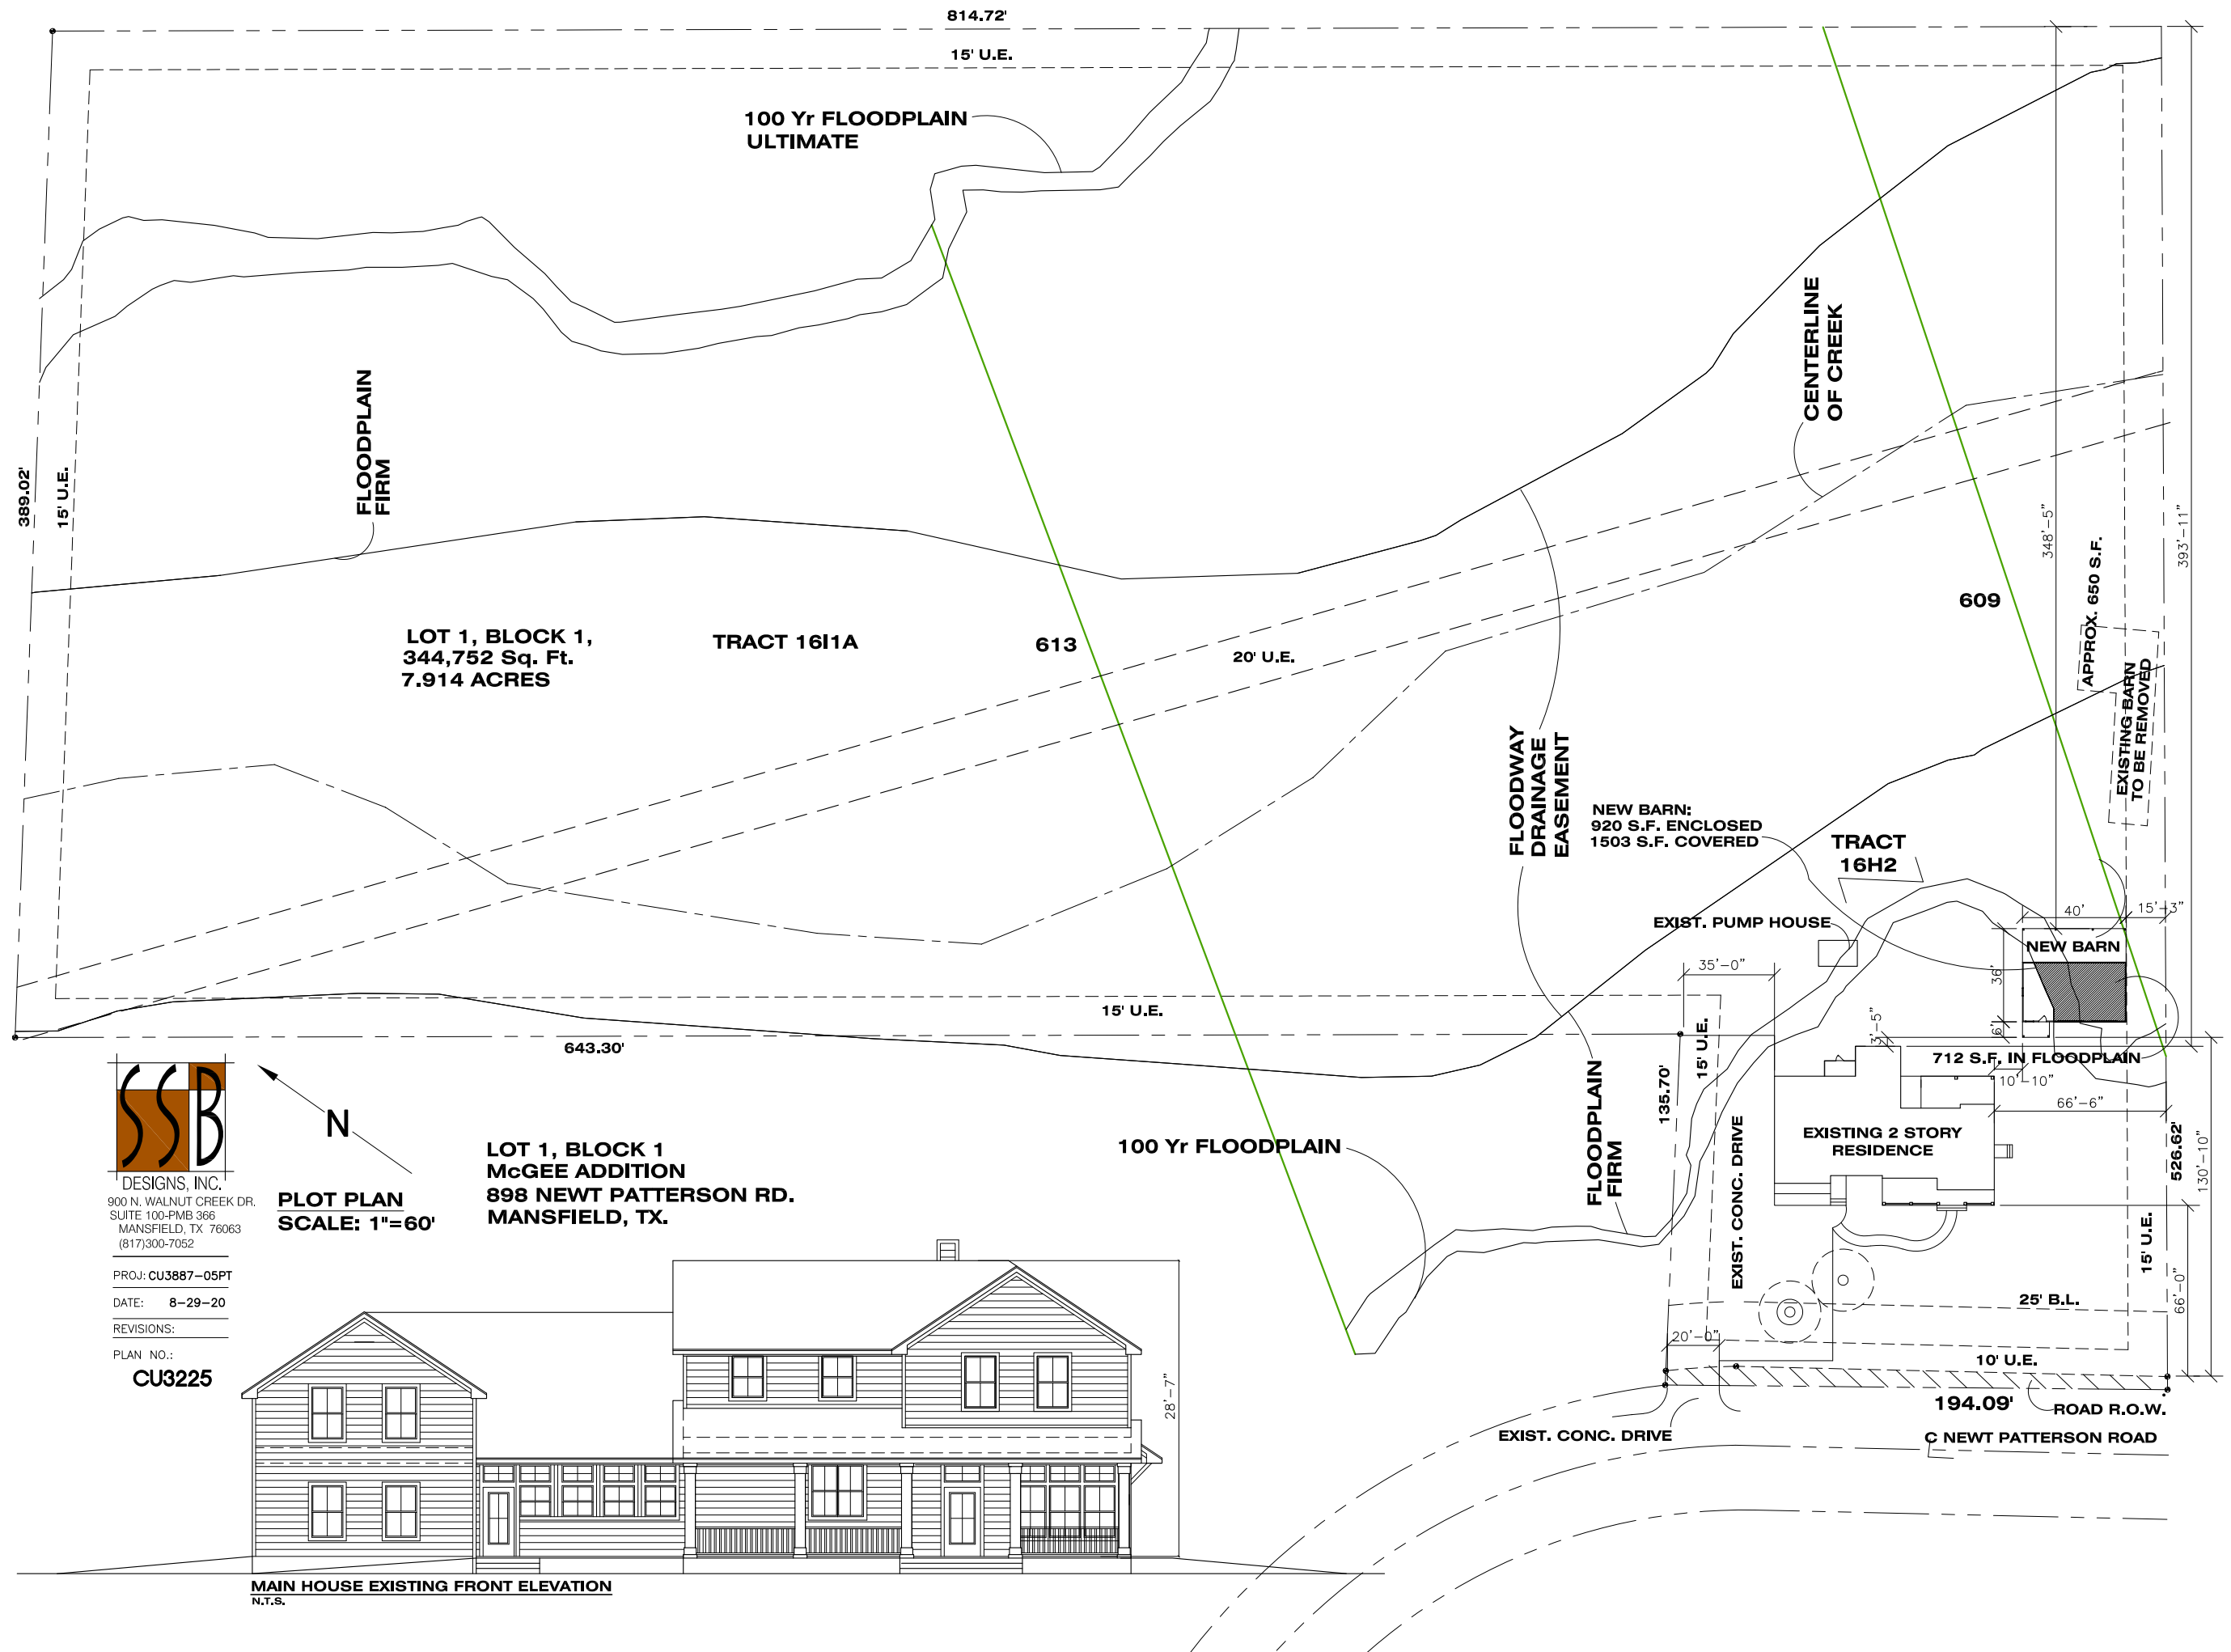 814.72'
15' U.E.
100 Yr FLOODPLAIN
ULTIMATE
389.02'
15' U.E.
FLOODPLAIN
FIRM
CENTERLINE
OF CREEK
348'-5"
393'-11"
APPROX. 650 S.F.
609
LOT 1, BLOCK 1,
344,752 Sq. Ft.
7.914 ACRES
TRACT 16I1A
613
20' U.E.
EXISTING BARN
TO BE REMOVED
FLOODWAY
DRAINAGE
EASEMENT
NEW BARN:
920 S.F. ENCLOSED
1503 S.F. COVERED
TRACT
16H2
EXIST. PUMP HOUSE
40'
15'-3"
NEW BARN
36'
35'-0"
15' U.E.
643.30'
6'
3'-5"
712 S.F. IN FLOODPLAIN
10'-10"
66'-6"
135.70'
15' U.E.
FLOODPLAIN
FIRM
EXIST. CONC. DRIVE
EXISTING 2 STORY
RESIDENCE
526.62'
130'-10"
15' U.E.
66'-0"
SSB
DESIGNS, INC.
900 N. WALNUT CREEK DR.
SUITE 100-PMB 366
MANSFIELD, TX 76063
(817)300-7052
N
PLOT PLAN
SCALE: 1"=60'
LOT 1, BLOCK 1
McGEE ADDITION
898 NEWT PATTERSON RD.
MANSFIELD, TX.
100 Yr FLOODPLAIN
PROJ: CU3887-05PT
DATE: 8-29-20
REVISIONS:
PLAN NO.:
CU3225
28'-7"
25' B.L.
20'-0"
10' U.E.
194.09'
ROAD R.O.W.
EXIST. CONC. DRIVE
C NEWT PATTERSON ROAD
MAIN HOUSE EXISTING FRONT ELEVATION
N.T.S.